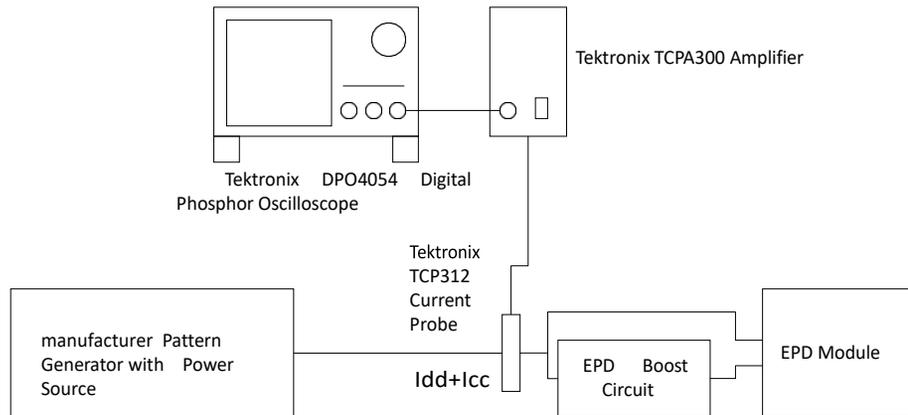 Tektronix TCPA300 Amplifier
Tektronix DPO4054 Digital
Phosphor Oscilloscope
Tektronix
TCP312
Current
Probe
manufacturer Pattern
Generator with Power
Source
Idd+Icc
EPD Boost
Circuit
EPD Module